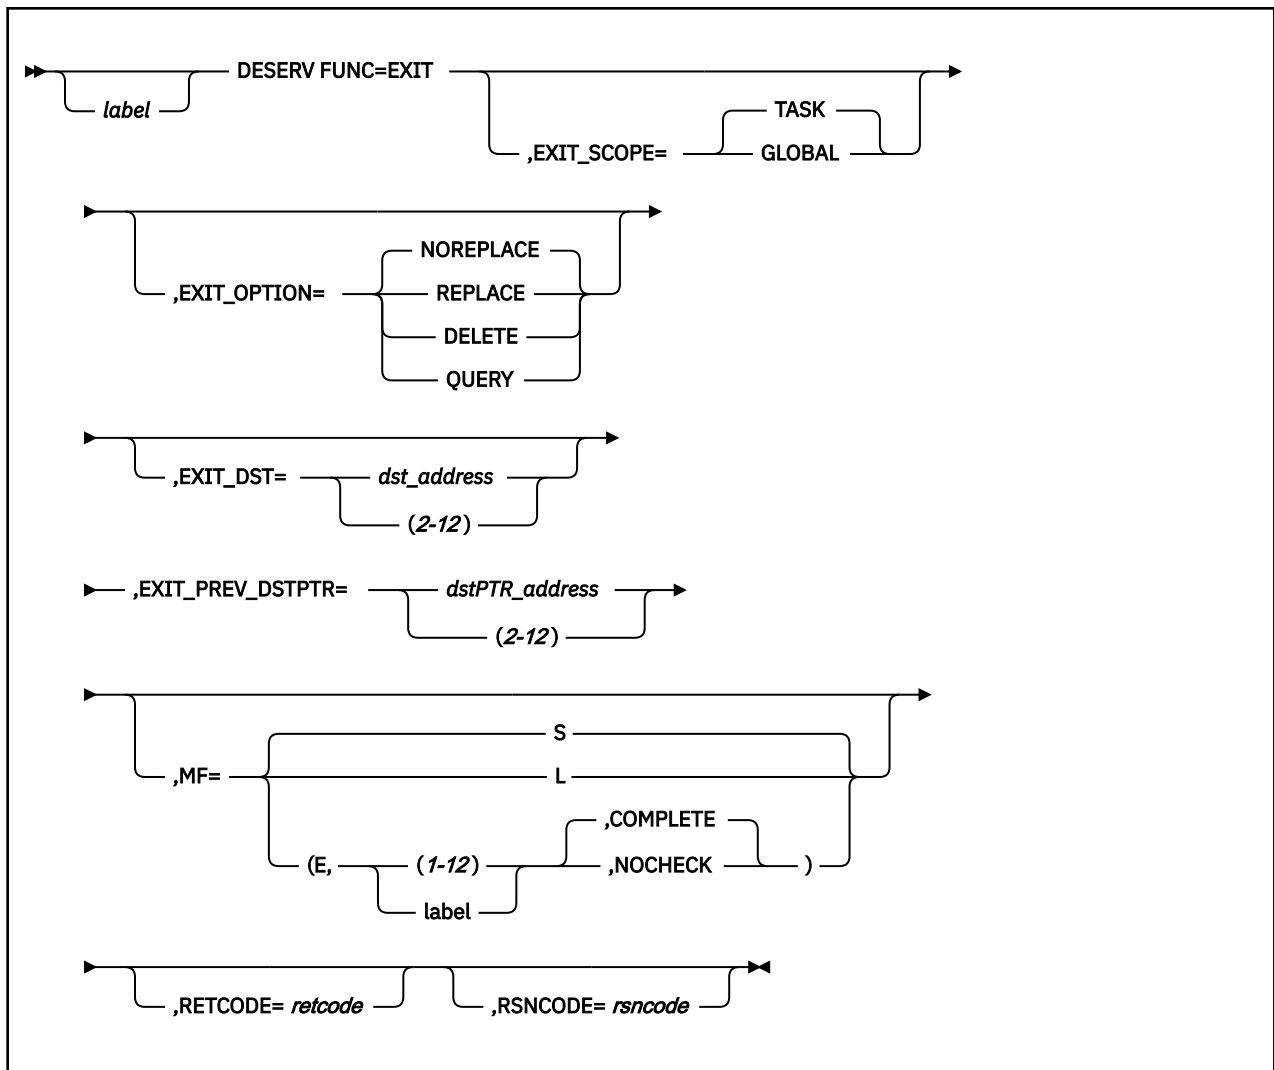 DESERV FUNC=EXIT
label
TASK
,EXIT_SCOPE= GLOBAL
NOREPLACE
,EXIT_OPTION= REPLACE
DELETE
QUERY
,EXIT_DST= dst_address
(2-12)
,EXIT_PREV_DSTPTR= dstPTR_address
(2-12)
S
,MF= L
,COMPLETE
(E, (1-12) ,NOCHECK )
label
,RETCODE= retcode ,RSNCODE= rsncode